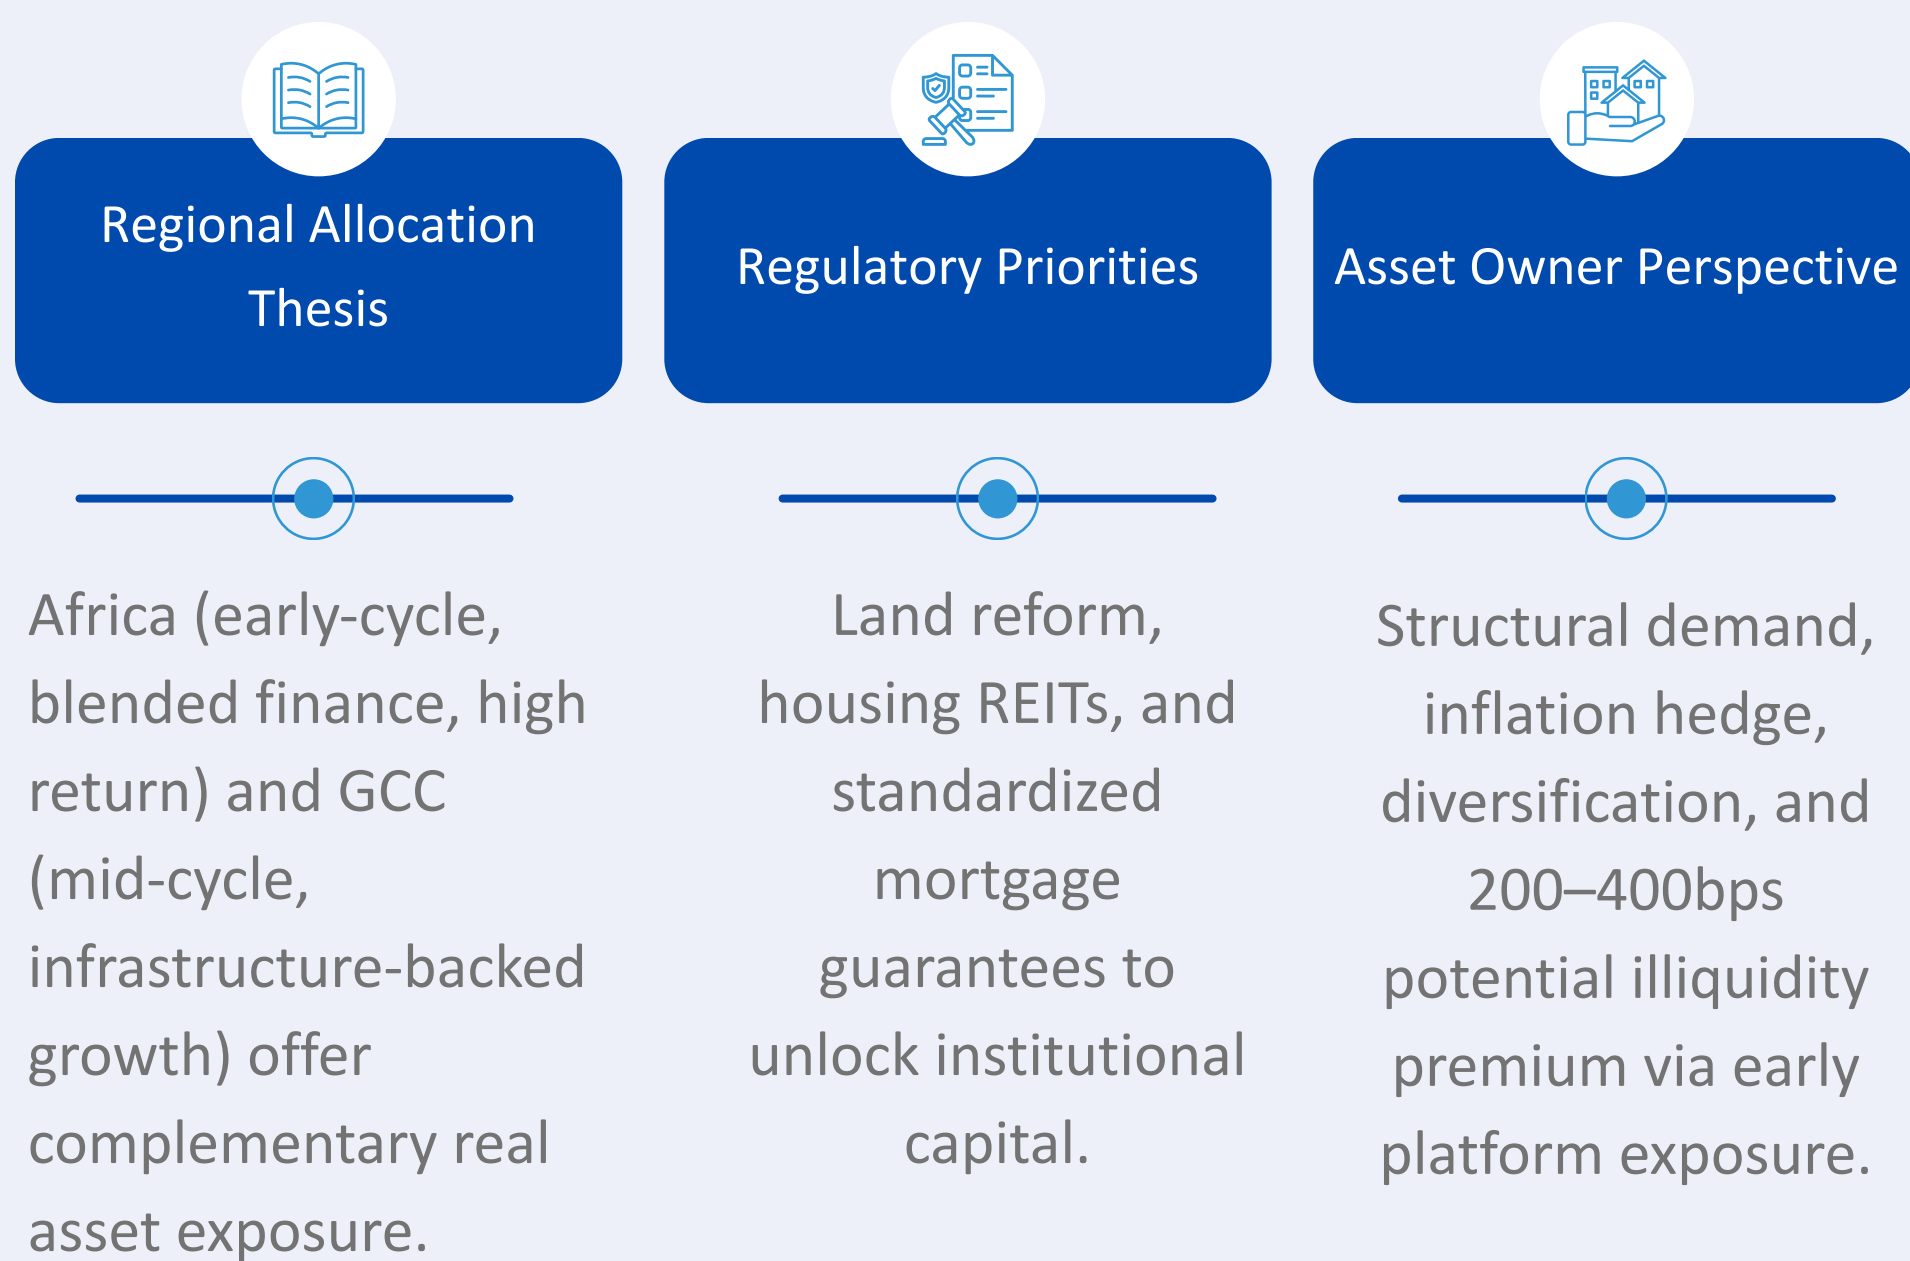 Regional Allocation
Thesis
Regulatory Priorities
Asset Owner Perspective
Africa (early-cycle,
blended finance, high
return) and GCC
(mid-cycle,
infrastructure-backed
growth) offer
complementary real
asset exposure.
Land reform,
housing REITs, and
standardized
mortgage
guarantees to
unlock institutional
capital.
Structural demand,
inflation hedge,
diversification, and
200–400bps
potential illiquidity
premium via early
platform exposure.